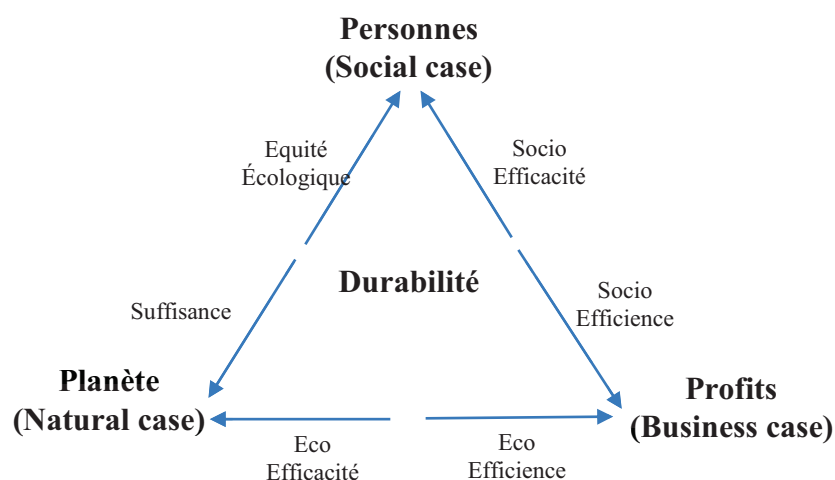 Personnes
(Social case)
Equité
Écologique
Socio
Efficacité
Durabilité
Suffisance
Socio
Efficience
Planète
(Natural case)
Profits
(Business case)
Eco
Efficacité
Eco
Efficience